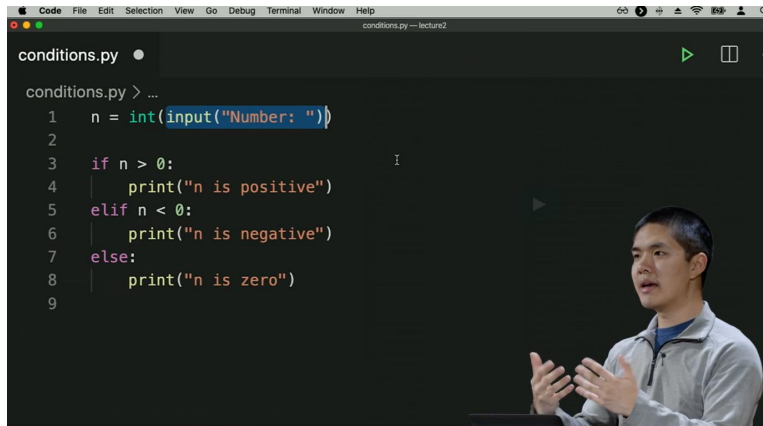 Code File Edit Selection View Go Debug Terminal Window Help
conditions.py — lecture2
conditions.py
conditions.py > ...
1 n = int(input("Number: "))
2
3 if n > 0:
4 print("n is positive")
5 elif n < 0:
6 print("n is negative")
7 else:
8 print("n is zero")
9